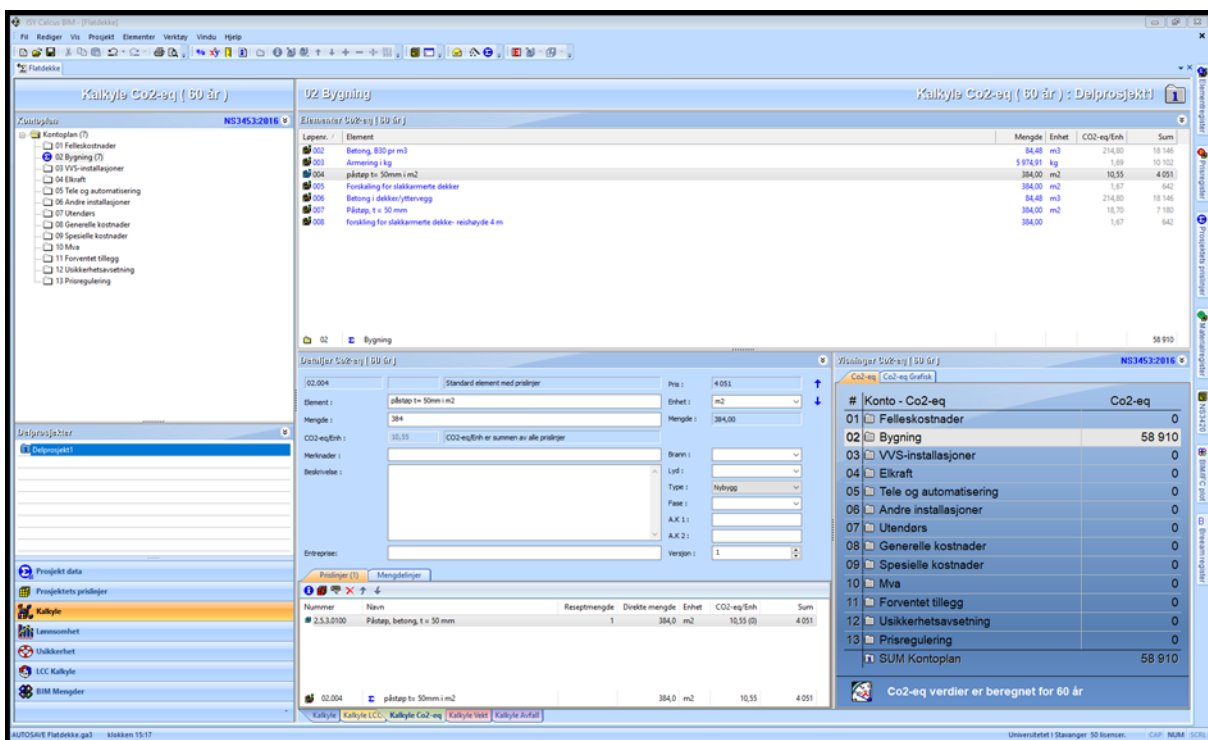 ISY Calcus BIM - [Flatdekke]
Fil Rediger Vis Prosjekt Elementer Verktøy Vindu Hjelp
Flatdekke
Kalkyle Co2-eq ( 60 år )
02 Bygning
Kalkyle Co2-eq ( 60 år ) : Delprosjekt1
Kontoplan NS3453:2016
Kontoplan (7)
01 Felleskostnader
02 Bygning (7)
03 VVS-installasjoner
04 Elkraft
05 Tele og automatisering
06 Andre installasjoner
07 Utendørs
08 Generelle kostnader
09 Spesielle kostnader
10 Mva
11 Forventet tillegg
12 Usikkerhetsavsetning
13 Prisregulering
Elementer Co2-eq ( 60 år )
Løpenr. / Element Mengde Enhet CO2-eq/Enh Sum
002 Betong, B30 pr m3 84,48 m3 214,80 18 146
003 Armering i kg 5 974,91 kg 1,69 10 102
004 påstøp t= 50mm i m2 384,00 m2 10,55 4 051
005 Forskaling for slakkarmerte dekker 384,00 m2 1,67 642
006 Betong i dekker/yttervegg 84,48 m3 214,80 18 146
007 Påstøp, t = 50 mm 384,00 m2 18,70 7 180
008 forskling for slakkarmerte dekke- reishøyde 4 m 384,00 1,67 642
02 Σ Bygning 58 910
Delprosjekter
Delprosjekt1
Prosjekt data
Prosjektets prislinjer
Kalkyle
Lønnsomhet
Usikkerhet
LCC Kalkyle
BIM Mengder
Detaljer Co2-eq ( 60 år )
02.004 Standard element med prislinjer Pris : 4 051
Element : påstøp t= 50mm i m2 Enhet : m2
Mengde : 384 Mengde : 384,00
CO2-eq/Enh : 10,55 CO2-eq/Enh er summen av alle prislinjer
Merknader : Brann :
Beskrivelse : Lyd :
Type : Nybygg
Fase :
A.K 1 :
A.K 2 :
Entreprise: Versjon : 1
Prislinjer (1) Mengdelinjer
Nummer Navn Reseptmengde Direkte mengde Enhet CO2-eq/Enh Sum
2.5.3.0100 Påstøp, betong, t = 50 mm 1 384,0 m2 10,55 (0) 4 051
02.004 Σ påstøp t= 50mm i m2 384,0 m2 10,55 4 051
Kalkyle Kalkyle LCC Kalkyle Co2-eq Kalkyle Vekt Kalkyle Avfall
Visninger Co2-eq ( 60 år ) NS3453:2016
Co2-eq Co2-eq Grafisk
# Konto - Co2-eq Co2-eq
01 Felleskostnader 0
02 Bygning 58 910
03 VVS-installasjoner 0
04 Elkraft 0
05 Tele og automatisering 0
06 Andre installasjoner 0
07 Utendørs 0
08 Generelle kostnader 0
09 Spesielle kostnader 0
10 Mva 0
11 Forventet tillegg 0
12 Usikkerhetsavsetning 0
13 Prisregulering 0
SUM Kontoplan 58 910
Co2-eq verdier er beregnet for 60 år
Elementregister
Prisregister
Prosjektets prislinjer
Materialregister
NS3420
BIM/IFC post
Breeam register
AUTOSAVE Flatdekke.ga3 klokken 15:17
Universitetet i Stavanger 50 lisenser. CAP NUM SCRL